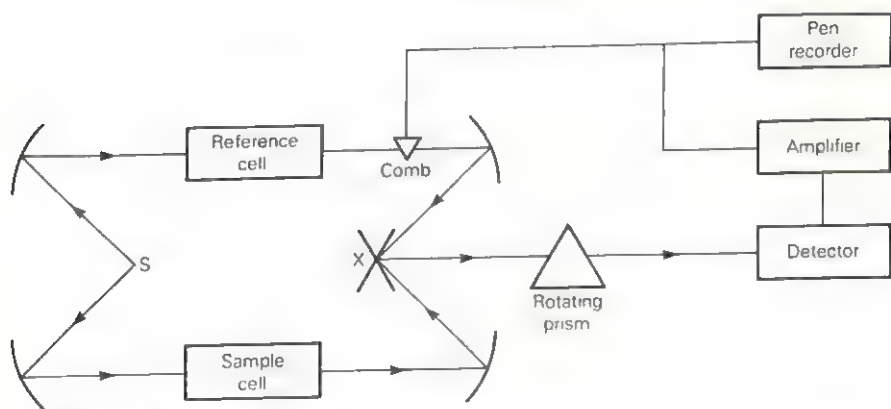 Pen
recorder
Reference
cell
Comb
Amplifier
S
X
Rotating
prism
Detector
Sample
cell